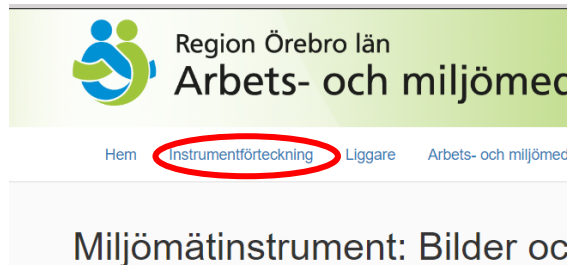 Region Örebro län
Arbets- och miljömed
Hem Instrumentförteckning Liggare Arbets- och miljömed
Miljömätinstrument: Bilder oc